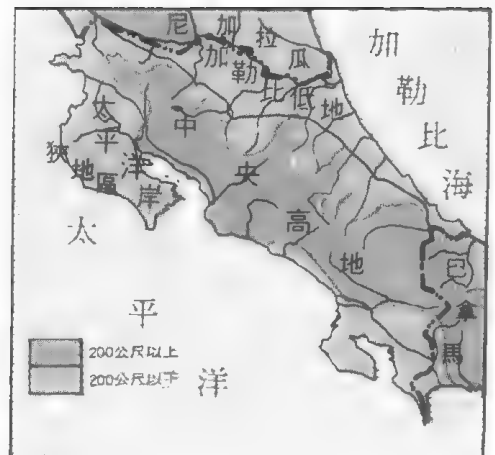 尼加拉瓜
加勒比低地
加勒比海
太平洋岸
狹地區
中央高地
巴拿馬
太平洋
200公尺以上
200公尺以下